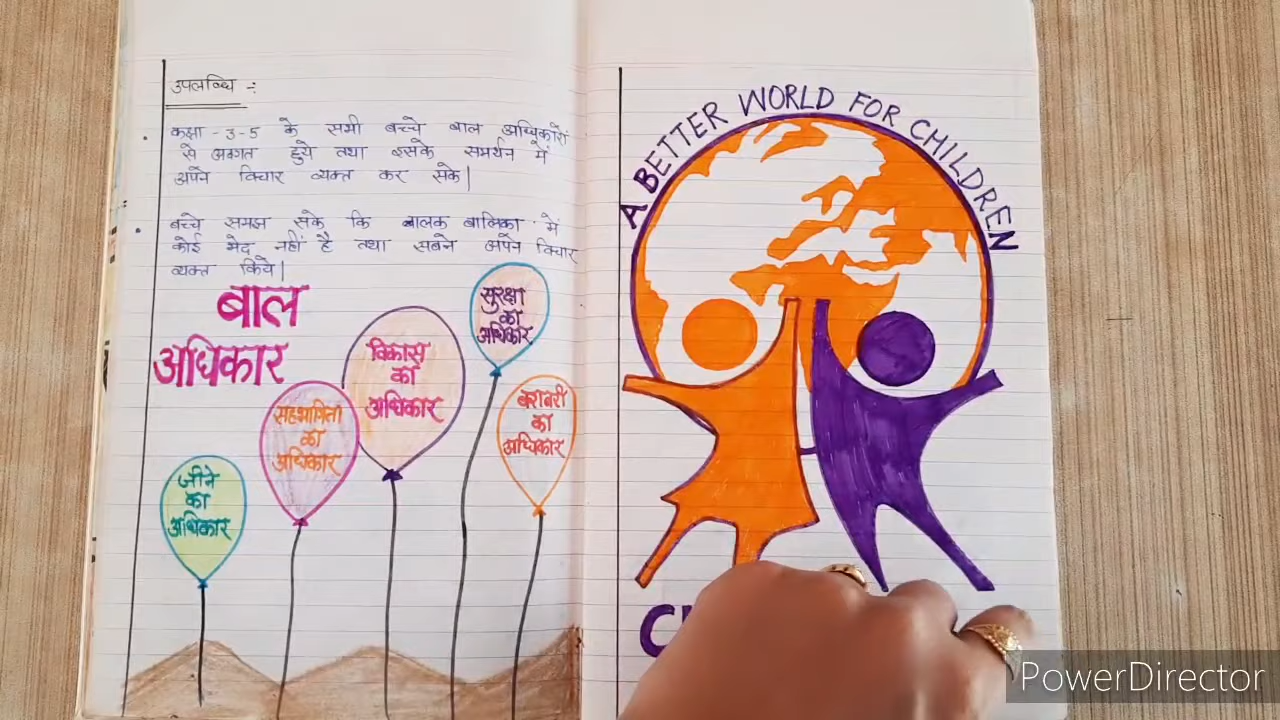 उपलब्धि :-
कक्षा - 3-5 के सभी बच्चे बाल अधिकारों
से अवगत हुये तथा इसके समर्थन में
अपने विचार व्यक्त कर सके|
बच्चे समझ सके कि बालक बालिका में
कोई भेद नहीं है तथा सबने अपने विचार
व्यक्त किये|
बाल
अधिकार
जीने
का
अधिकार
सहभागिता
का
अधिकार
विकास
का
अधिकार
सुरक्षा
का
अधिकार
बराबरी
का
अधिकार
A BETTER WORLD FOR CHILDREN
PowerDirector